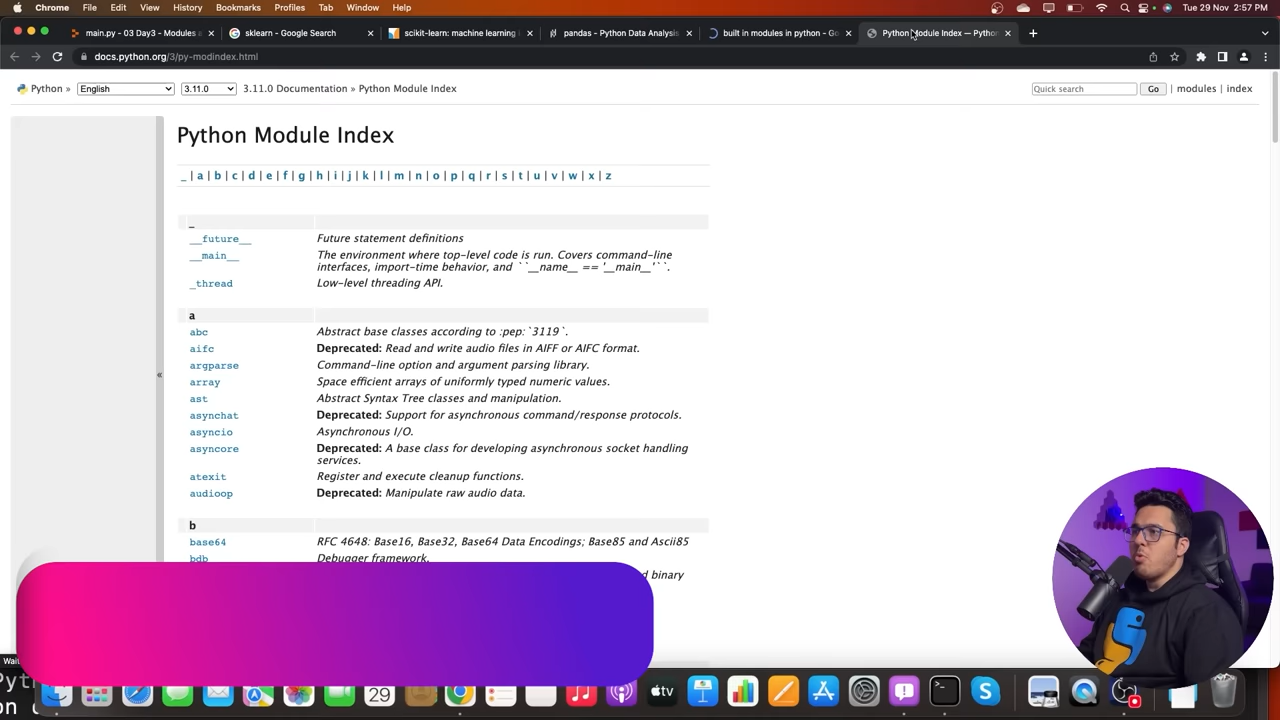 Chrome File Edit View History Bookmarks Profiles Tab Window Help Tue 29 Nov 2:57 PM
main.py - 03 Day3 - Modules a sklearn - Google Search scikit-learn: machine learning i pandas - Python Data Analysis built in modules in python - Go Python Module Index — Python
docs.python.org/3/py-modindex.html
Python » English 3.11.0 3.11.0 Documentation » Python Module Index Quick search Go | modules | index
Python Module Index
_ | a | b | c | d | e | f | g | h | i | j | k | l | m | n | o | p | q | r | s | t | u | v | w | x | z
_
__future__ Future statement definitions
__main__ The environment where top-level code is run. Covers command-line
interfaces, import-time behavior, and ``__name__ == '__main__'``.
_thread Low-level threading API.
a
abc Abstract base classes according to :pep:`3119`.
aifc Deprecated: Read and write audio files in AIFF or AIFC format.
argparse Command-line option and argument parsing library.
array Space efficient arrays of uniformly typed numeric values.
ast Abstract Syntax Tree classes and manipulation.
asynchat Deprecated: Support for asynchronous command/response protocols.
asyncio Asynchronous I/O.
asyncore Deprecated: A base class for developing asynchronous socket handling
services.
atexit Register and execute cleanup functions.
audioop Deprecated: Manipulate raw audio data.
b
base64 RFC 4648: Base16, Base32, Base64 Data Encodings; Base85 and Ascii85
bdb Debugger framework.
binary
29 tv